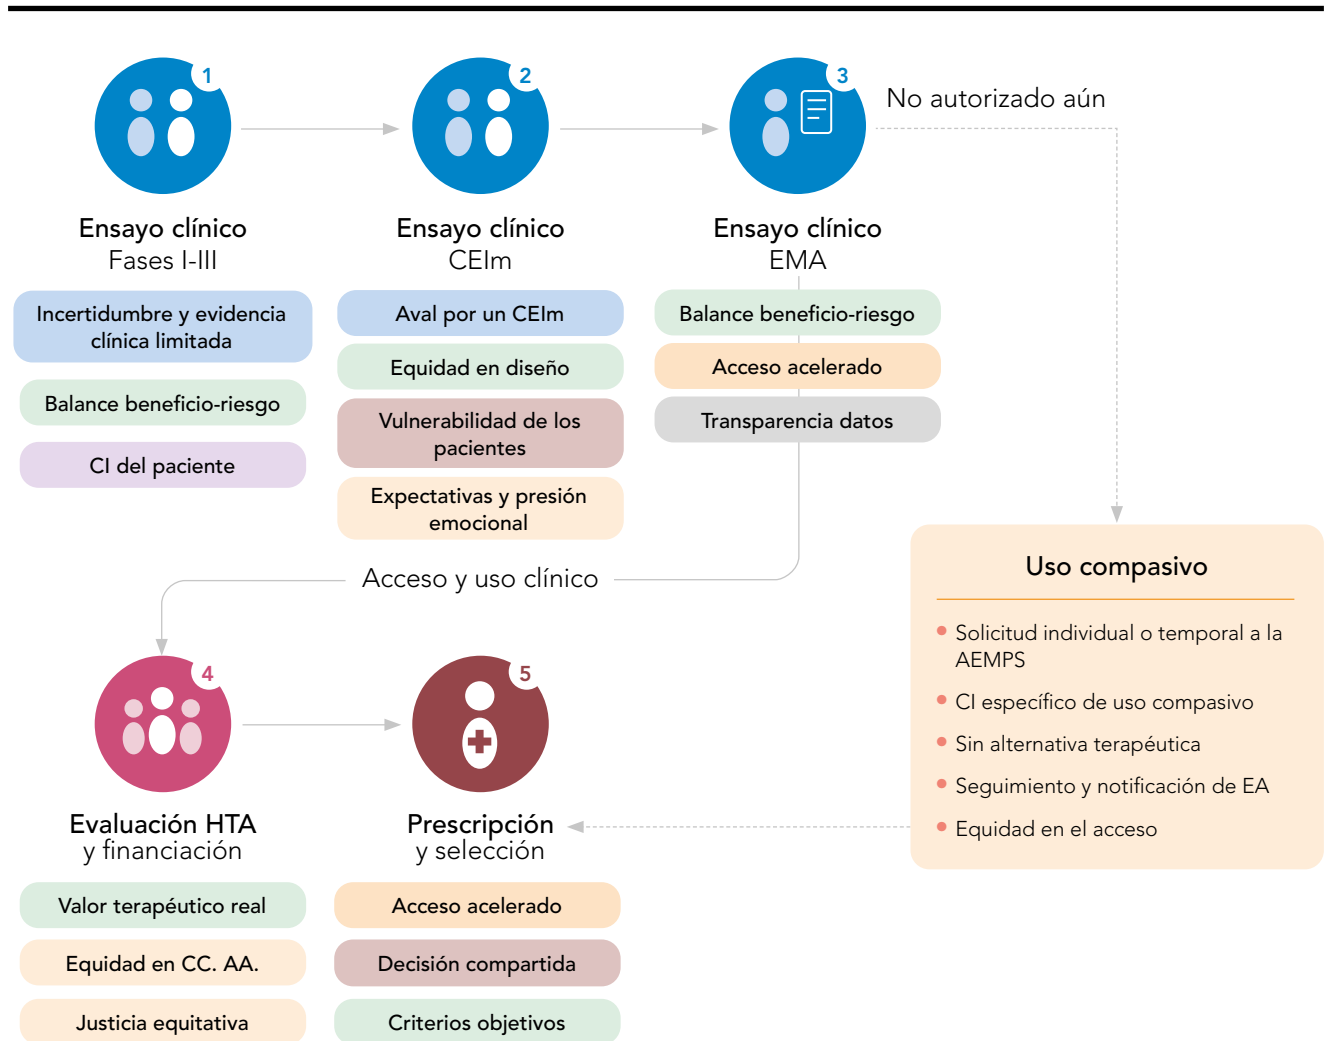 1
Ensayo clínico
Fases I-III
Incertidumbre y evidencia
clínica limitada
Balance beneficio-riesgo
CI del paciente
2
Ensayo clínico
CEIm
Aval por un CEIm
Equidad en diseño
Vulnerabilidad de los
pacientes
Expectativas y presión
emocional
3
Ensayo clínico
EMA
Balance beneficio-riesgo
Acceso acelerado
Transparencia datos
No autorizado aún
Uso compasivo
Solicitud individual o temporal a la
AEMPS
CI específico de uso compasivo
Sin alternativa terapéutica
Seguimiento y notificación de EA
Equidad en el acceso
Acceso y uso clínico
4
Evaluación HTA
y financiación
Valor terapéutico real
Equidad en CC. AA.
Justicia equitativa
5
Prescripción
y selección
Acceso acelerado
Decisión compartida
Criterios objetivos